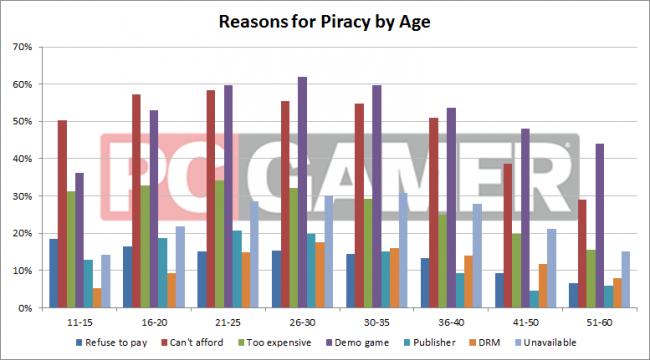 Reasons for Piracy by Age
70%
60%
50%
40%
30%
20%
10%
0%
PC GAMER
11-15 16-20 21-25 26-30 30-35 36-40 41-50 51-60
Refuse to pay Can't afford Too expensive Demo game Publisher DRM Unavailable